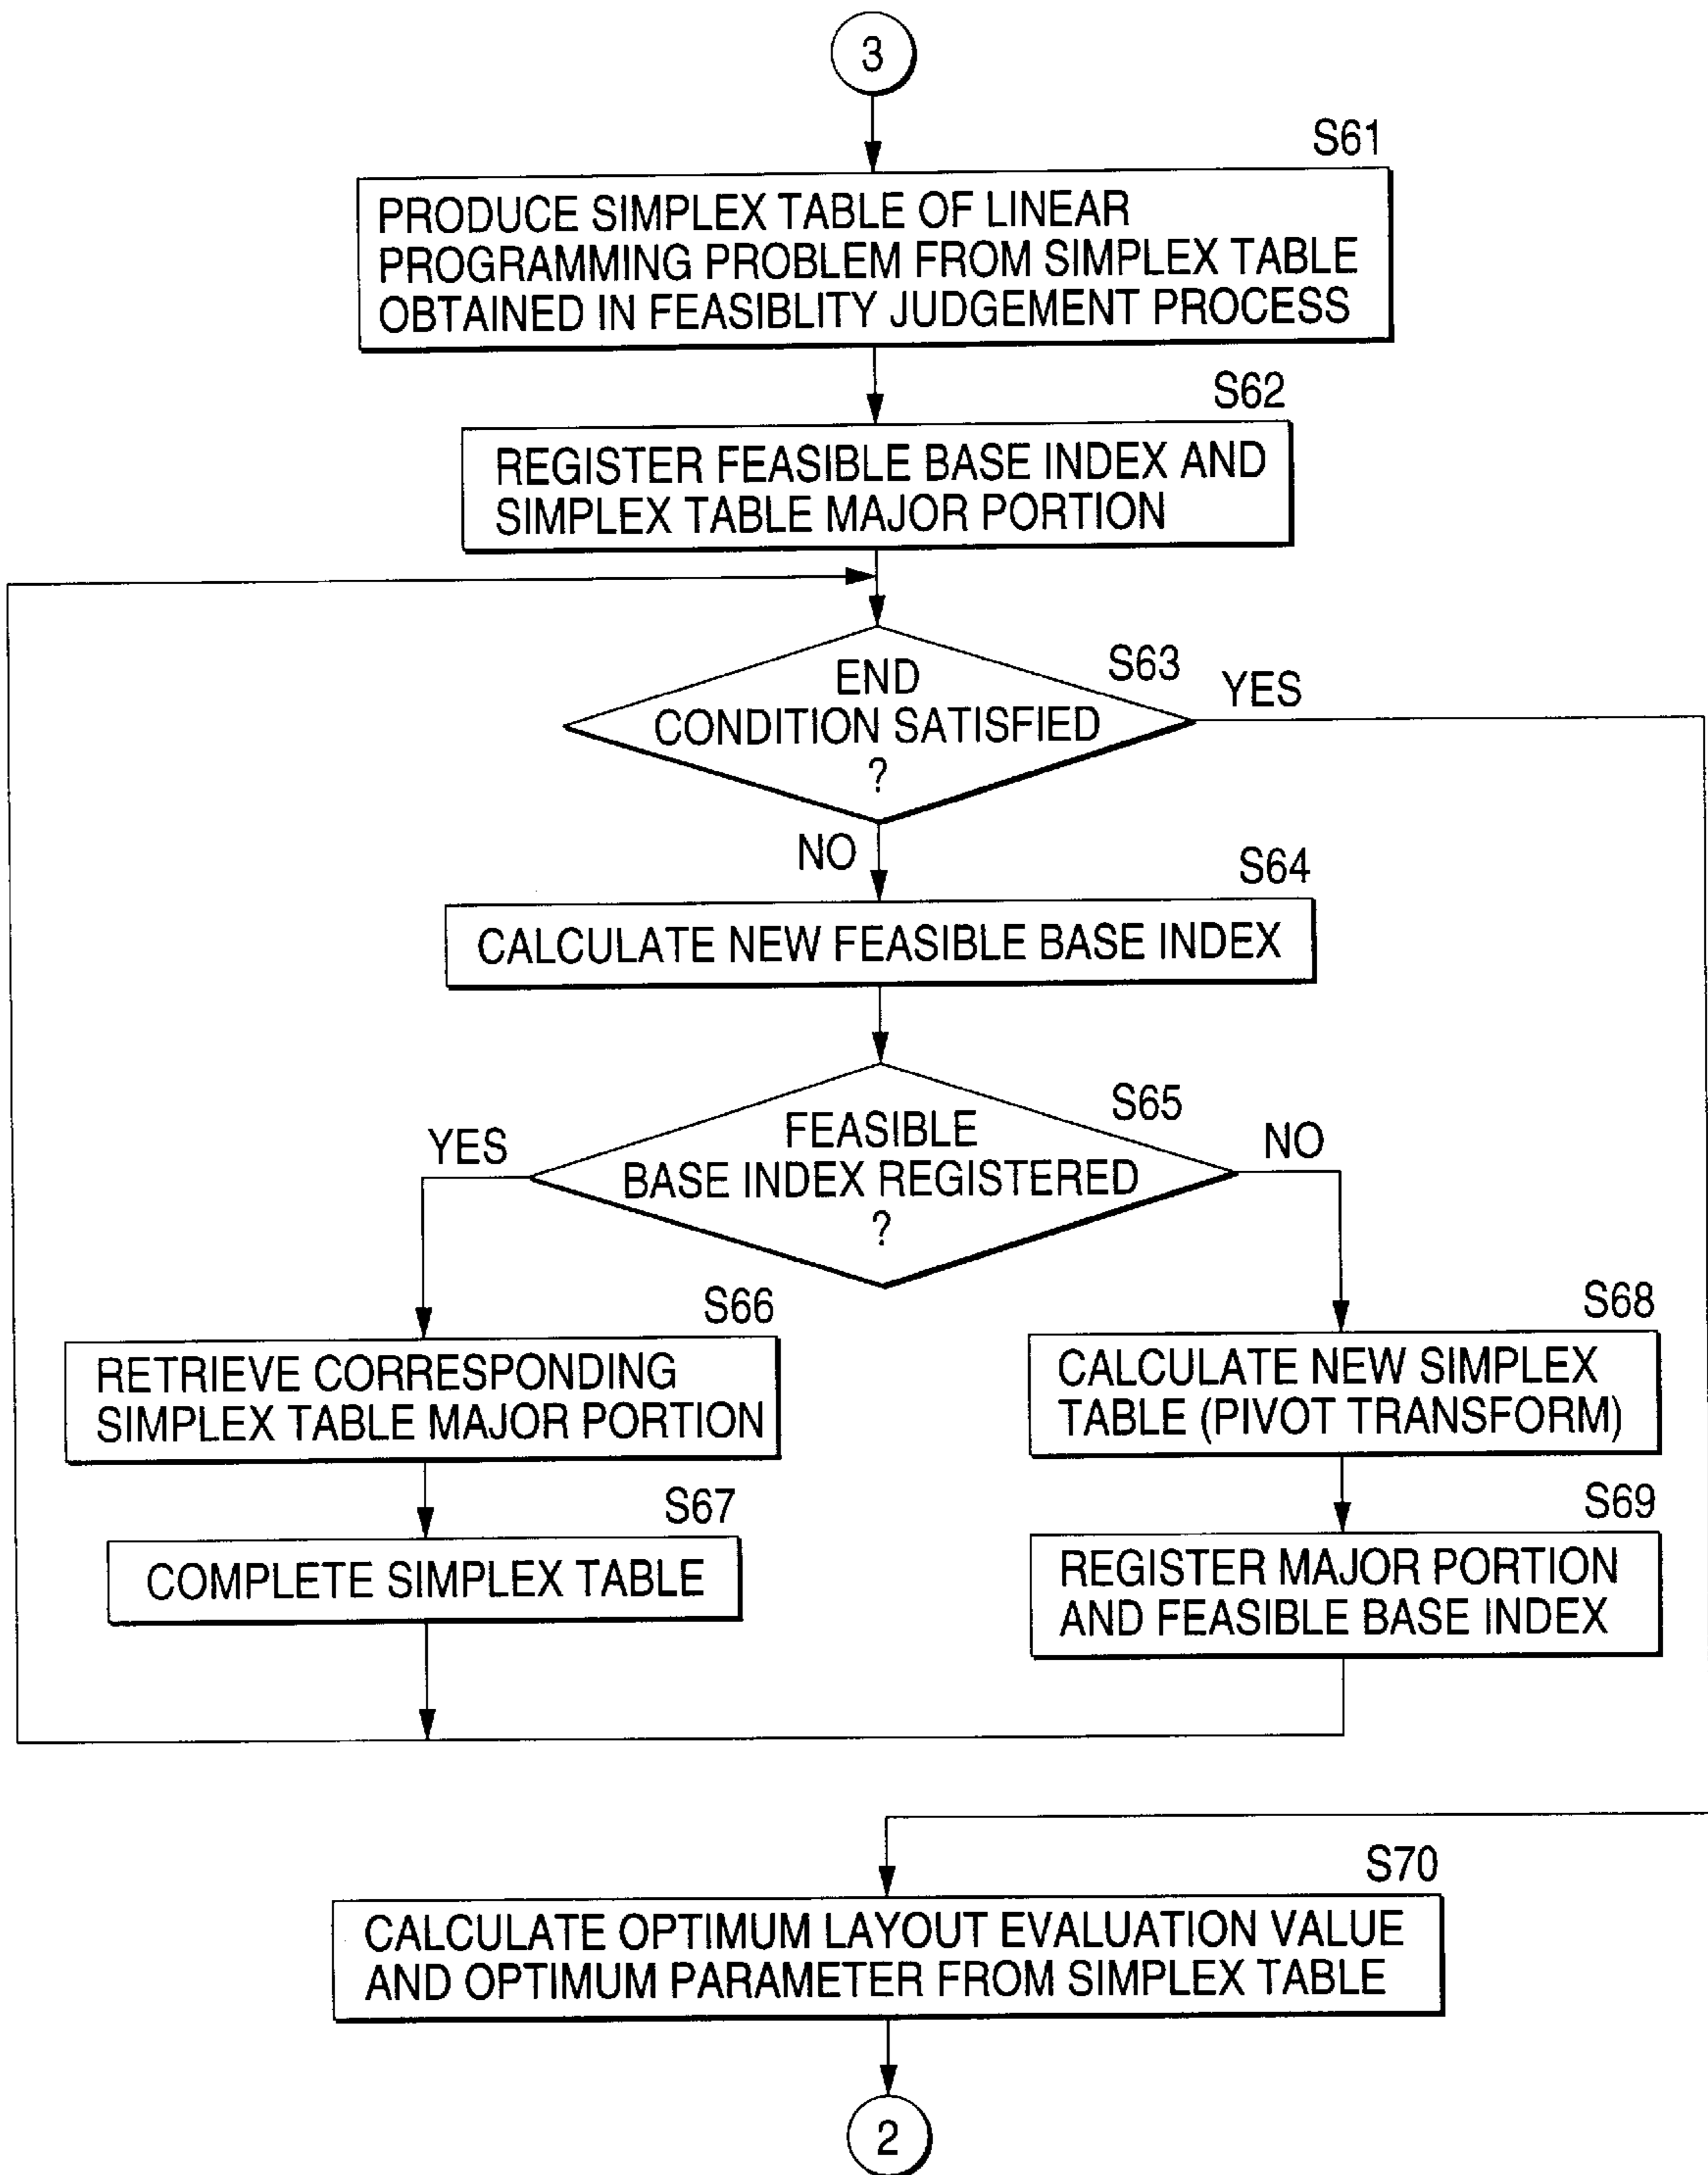 3
S61
PRODUCE SIMPLEX TABLE OF LINEAR
PROGRAMMING PROBLEM FROM SIMPLEX TABLE
OBTAINED IN FEASIBLITY JUDGEMENT PROCESS
S62
REGISTER FEASIBLE BASE INDEX AND
SIMPLEX TABLE MAJOR PORTION
S63
END
CONDITION SATISFIED
?
YES
NO
S64
CALCULATE NEW FEASIBLE BASE INDEX
S65
FEASIBLE
BASE INDEX REGISTERED
?
YES
NO
S66
RETRIEVE CORRESPONDING
SIMPLEX TABLE MAJOR PORTION
S67
COMPLETE SIMPLEX TABLE
S68
CALCULATE NEW SIMPLEX
TABLE (PIVOT TRANSFORM)
S69
REGISTER MAJOR PORTION
AND FEASIBLE BASE INDEX
S70
CALCULATE OPTIMUM LAYOUT EVALUATION VALUE
AND OPTIMUM PARAMETER FROM SIMPLEX TABLE
2